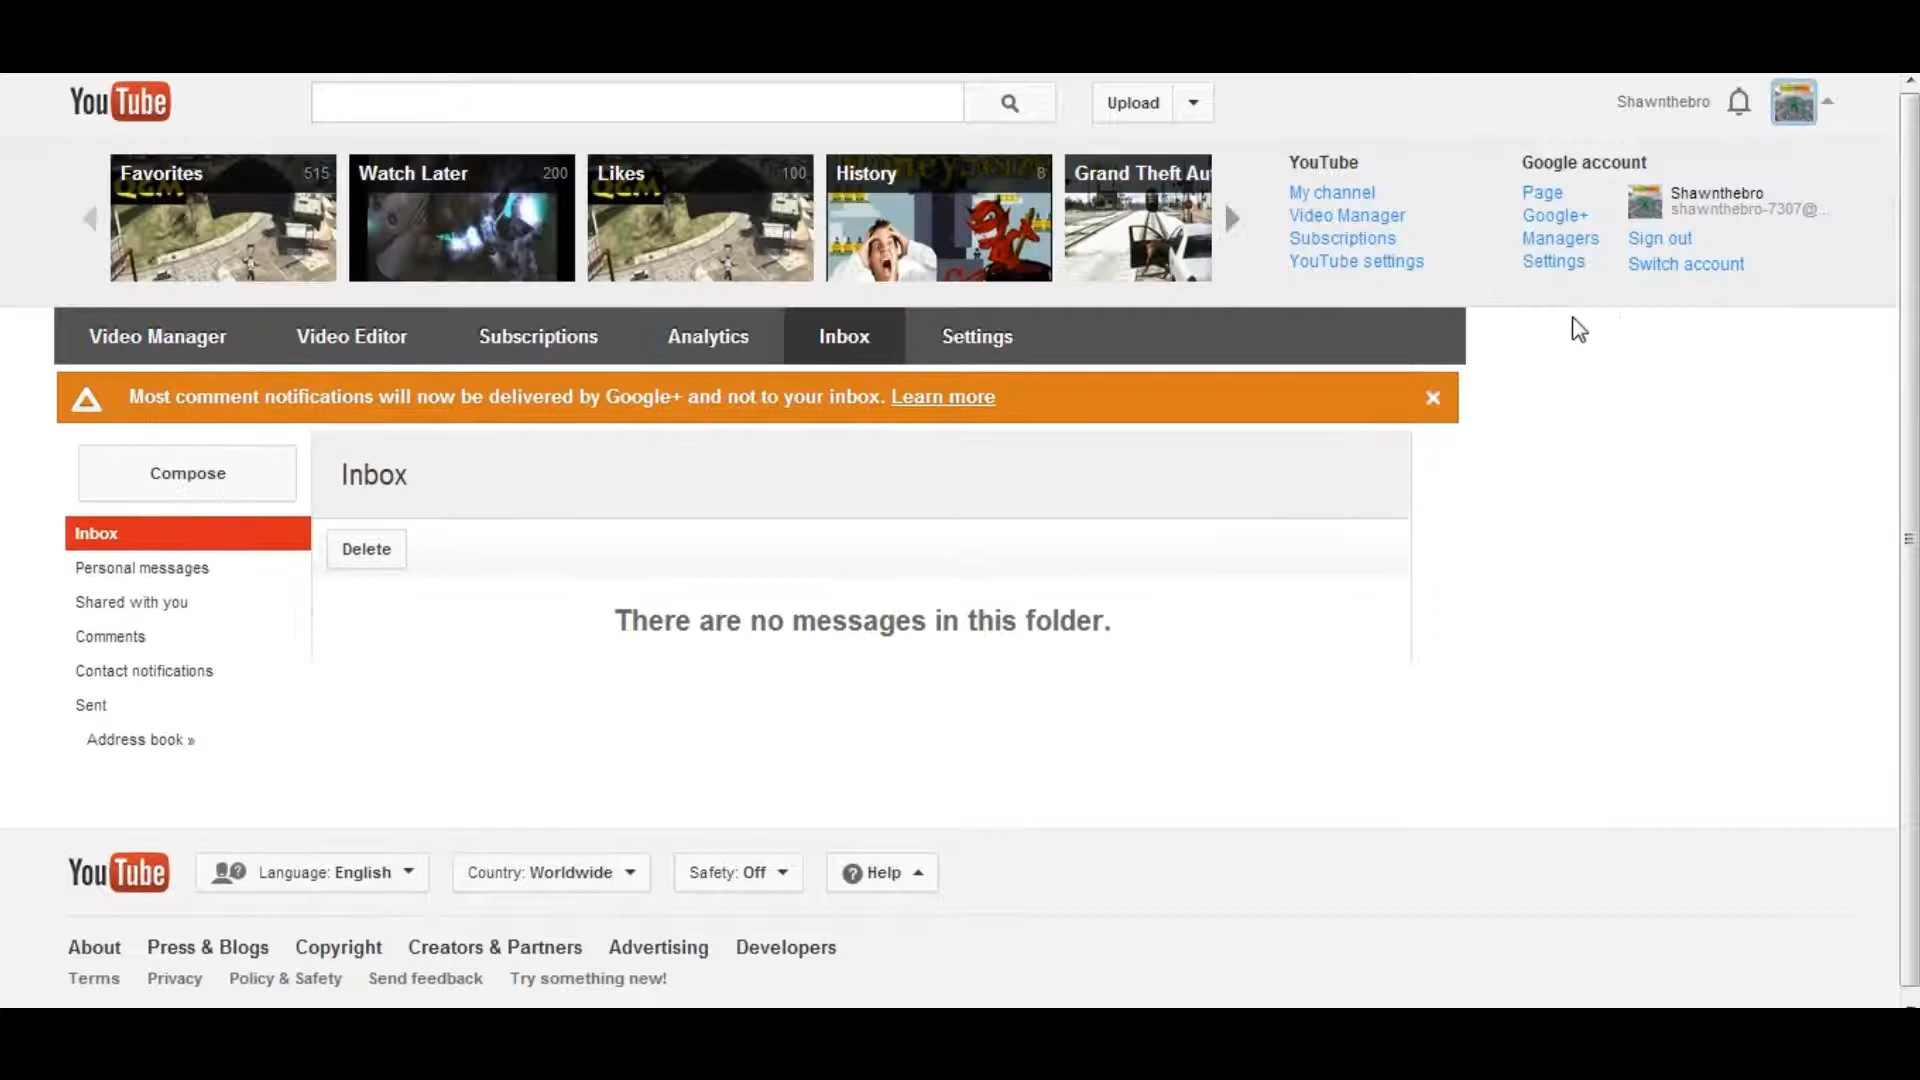 YouTube
Upload
Shawnthebro
Favorites 515
Watch Later 200
Likes 100
History 8
Grand Theft Au
YouTube
My channel
Video Manager
Subscriptions
YouTube settings
Google account
Page
Google+
Managers
Settings
Shawnthebro
shawnthebro-7307@...
Sign out
Switch account
Video Manager Video Editor Subscriptions Analytics Inbox Settings
Most comment notifications will now be delivered by Google+ and not to your inbox. Learn more
Compose
Inbox
Inbox
Personal messages
Shared with you
Comments
Contact notifications
Sent
Address book »
Delete
There are no messages in this folder.
YouTube
Language: English
Country: Worldwide
Safety: Off
Help
About Press & Blogs Copyright Creators & Partners Advertising Developers
Terms Privacy Policy & Safety Send feedback Try something new!